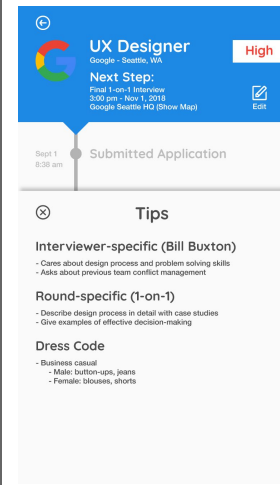 UX Designer
High
Google - Seattle, WA
Next Step:
Final 1-on-1 Interview
3:00 pm - Nov 1, 2018
Google Seattle HQ (Show Map)
Edit
Sept 1
8:38 am
Submitted Application
Tips
Interviewer-specific (Bill Buxton)
- Cares about design process and problem solving skills
- Asks about previous team conflict management
Round-specific (1-on-1)
- Describe design process in detail with case studies
- Give examples of effective decision-making
Dress Code
- Business casual
- Male: button-ups, jeans
- Female: blouses, shorts